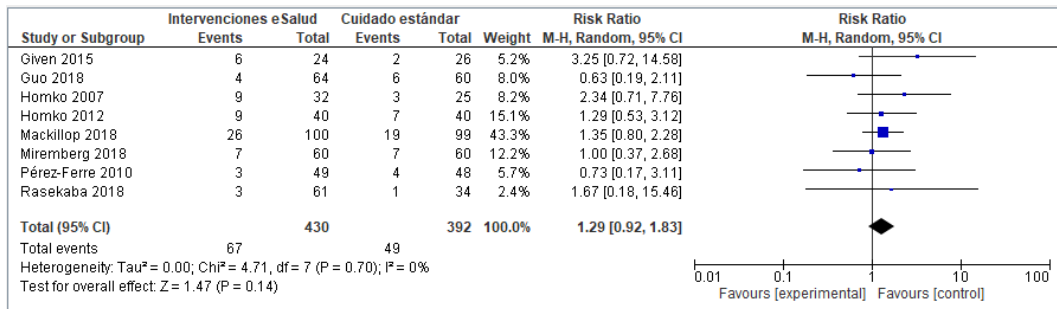 Intervenciones eSalud Cuidado estándar Risk Ratio Risk Ratio
Study or Subgroup Events Total Events Total Weight M-H, Random, 95% CI M-H, Random, 95% CI
Given 2015 6 24 2 26 5.2% 3.25 [0.72, 14.58]
Guo 2018 4 64 6 60 8.0% 0.63 [0.19, 2.11]
Homko 2007 9 32 3 25 8.2% 2.34 [0.71, 7.76]
Homko 2012 9 40 7 40 15.1% 1.29 [0.53, 3.12]
Mackillop 2018 26 100 19 99 43.3% 1.35 [0.80, 2.28]
Miremberg 2018 7 60 7 60 12.2% 1.00 [0.37, 2.68]
Pérez-Ferre 2010 3 49 4 48 5.7% 0.73 [0.17, 3.11]
Rasekaba 2018 3 61 1 34 2.4% 1.67 [0.18, 15.46]
Total (95% CI) 430 392 100.0% 1.29 [0.92, 1.83]
Total events 67 49
Heterogeneity: Tau² = 0.00; Chi² = 4.71, df = 7 (P = 0.70); I² = 0%
Test for overall effect: Z = 1.47 (P = 0.14)
0.01 0.1 1 10 100
Favours [experimental] Favours [control]